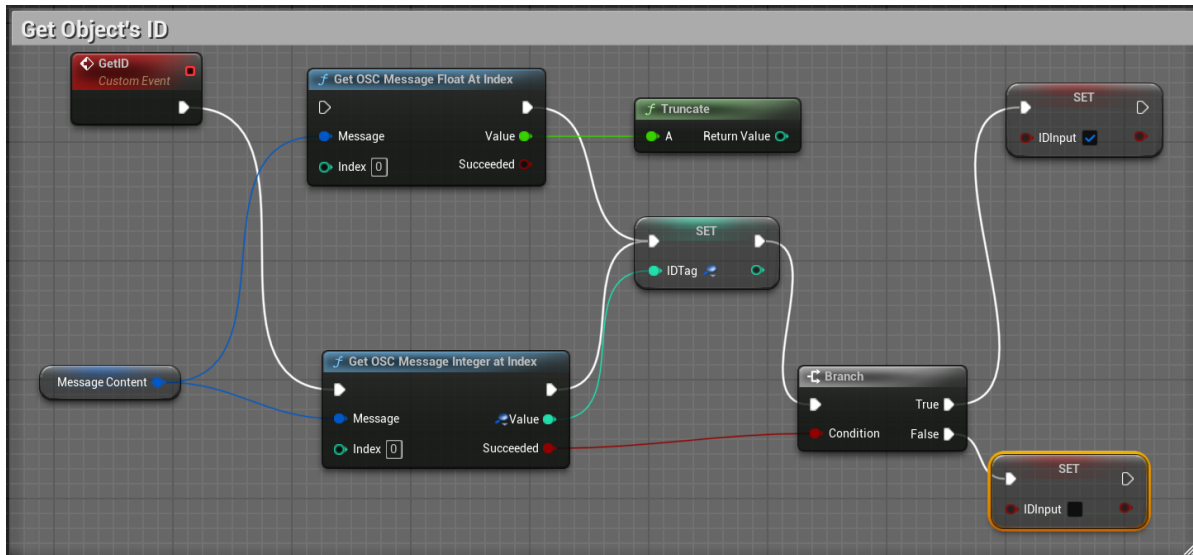 Get Object's ID
GetID
Custom Event
f Get OSC Message Float At Index
Message
Value
Index 0
Succeeded
f Truncate
A
Return Value
SET
IDInput
SET
IDTag
Message Content
f Get OSC Message Integer at Index
Message
Value
Index 0
Succeeded
Branch
True
Condition
False
SET
IDInput